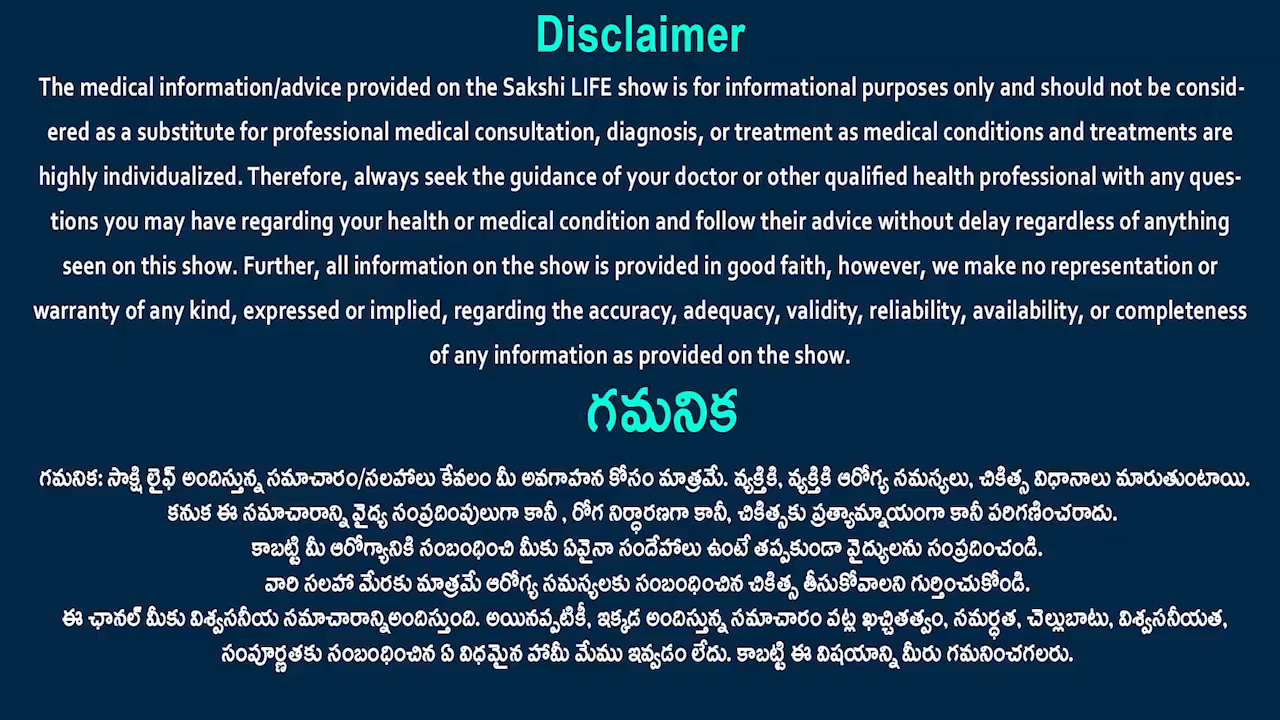 Disclaimer
The medical information/advice provided on the Sakshi LIFE show is for informational purposes only and should not be consid-
ered as a substitute for professional medical consultation, diagnosis, or treatment as medical conditions and treatments are
highly individualized. Therefore, always seek the guidance of your doctor or other qualified health professional with any ques-
tions you may have regarding your health or medical condition and follow their advice without delay regardless of anything
seen on this show. Further, all information on the show is provided in good faith, however, we make no representation or
warranty of any kind, expressed or implied, regarding the accuracy, adequacy, validity, reliability, availability, or completeness
of any information as provided on the show.
గమనిక
గమనిక: సాక్షి లైఫ్ అందిస్తున్న సమాచారం/సలహాలు కేవలం మీ అవగాహన కోసం మాత్రమే. వ్యక్తికి, వ్యక్తికి ఆరోగ్య సమస్యలు, చికిత్స విధానాలు మారుతుంటాయి.
కనుక ఈ సమాచారాన్ని వైద్య సంప్రదింపులుగా కానీ , రోగ నిర్ధారణగా కానీ, చికిత్సకు ప్రత్యామ్నాయంగా కానీ పరిగణించరాదు.
కాబట్టి మీ ఆరోగ్యానికి సంబంధించి మీకు ఏవైనా సందేహాలు ఉంటే తప్పకుండా వైద్యులను సంప్రదించండి.
వారి సలహా మేరకు మాత్రమే ఆరోగ్య సమస్యలకు సంబంధించిన చికిత్స తీసుకోవాలని గుర్తించుకోండి.
ఈ ఛానల్ మీకు విశ్వసనీయ సమాచారాన్నిఅందిస్తుంది. అయినప్పటికీ, ఇక్కడ అందిస్తున్న సమాచారం పట్ల ఖచ్చితత్వం, సమర్ధత, చెల్లుబాటు, విశ్వసనీయత,
సంపూర్ణతకు సంబంధించిన ఏ విధమైన హామీ మేము ఇవ్వడం లేదు. కాబట్టి ఈ విషయాన్ని మీరు గమనించగలరు.